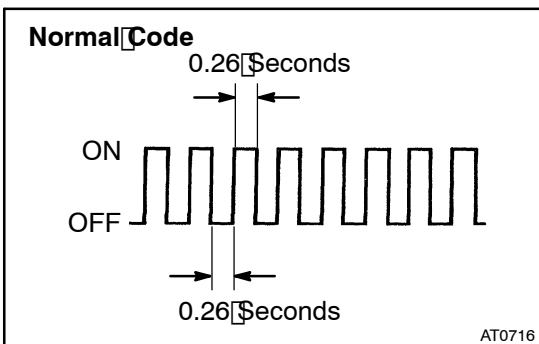 Normal Code
0.26 Seconds
ON
OFF
0.26 Seconds
AT0716